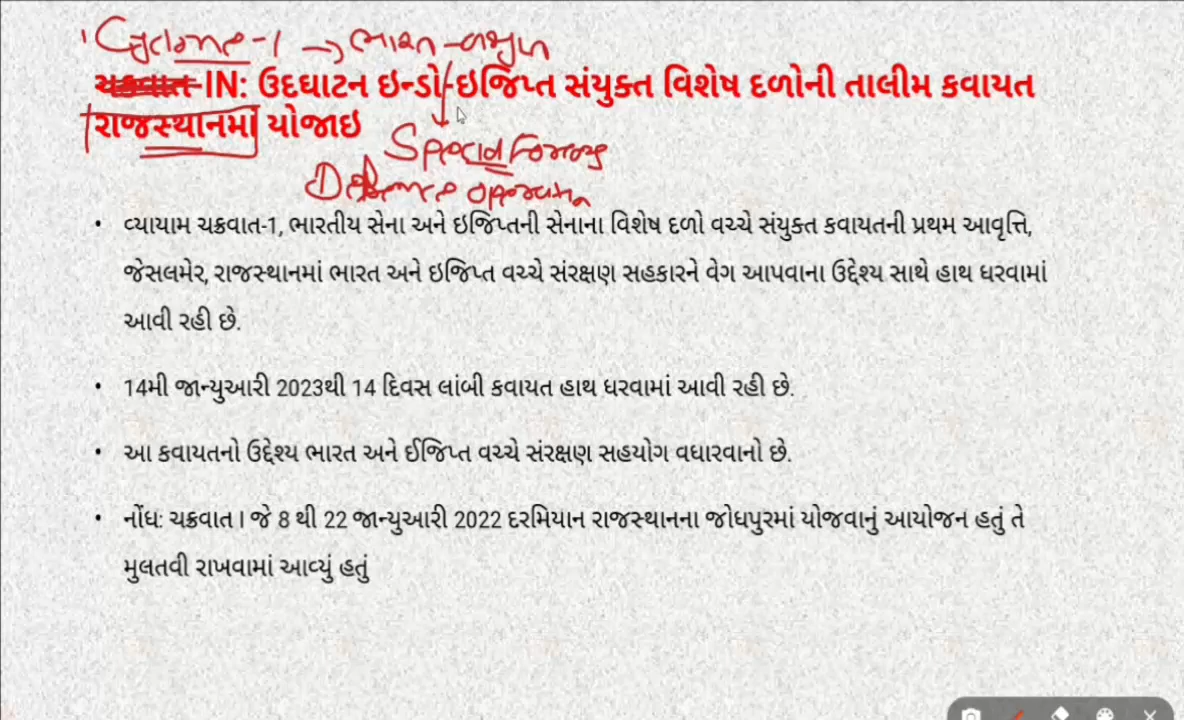 Cyclone-1 → ભારત
ચક્રવાત-IN: ઉદઘાટન ઇન્ડો-ઇજિપ્ત સંયુક્ત વિશેષ દળોની તાલીમ કવાયત
રાજસ્થાનમાં યોજાઇ
Special
Defence operation
• વ્યાયામ ચક્રવાત-1, ભારતીય સેના અને ઇજિપ્તની સેનાના વિશેષ દળો વચ્ચે સંયુક્ત કવાયતની પ્રથમ આવૃત્તિ,
જેસલમેર, રાજસ્થાનમાં ભારત અને ઇજિપ્ત વચ્ચે સંરક્ષણ સહકારને વેગ આપવાના ઉદ્દેશ્ય સાથે હાથ ધરવામાં
આવી રહી છે.
• 14મી જાન્યુઆરી 2023થી 14 દિવસ લાંબી કવાયત હાથ ધરવામાં આવી રહી છે.
• આ કવાયતનો ઉદ્દેશ્ય ભારત અને ઈજિપ્ત વચ્ચે સંરક્ષણ સહયોગ વધારવાનો છે.
• નોંધ: ચક્રવાત I જે 8 થી 22 જાન્યુઆરી 2022 દરમિયાન રાજસ્થાનના જોધપુરમાં યોજવાનું આયોજન હતું તે
મુલતવી રાખવામાં આવ્યું હતું